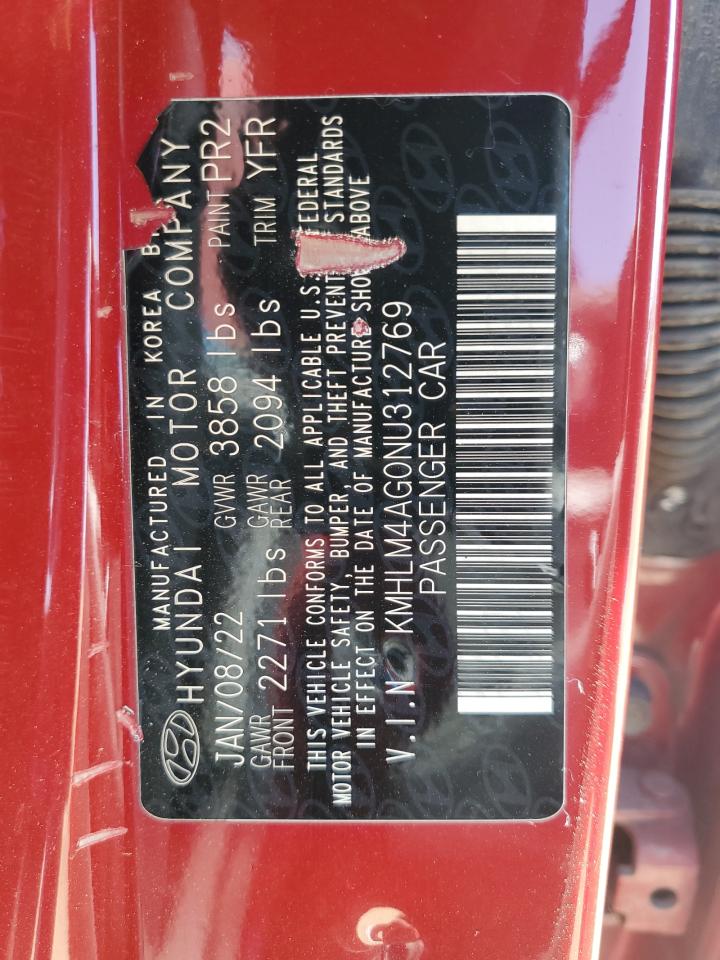 MANUFACTURED IN KOREA
HYUNDAI MOTOR COMPANY
JAN/08/22 GVWR 3858 lbs PAINT PR2
GAWR FRONT 2271 lbs GAWR REAR 2094 lbs TRIM YFR
THIS VEHICLE CONFORMS TO ALL APPLICABLE U.S. FEDERAL
MOTOR VEHICLE SAFETY, BUMPER, AND THEFT PREVENT STANDARDS
IN EFFECT ON THE DATE OF MANUFACTURE SHO ABOVE
V.I.N KMHLM4AG0NU312769
PASSENGER CAR